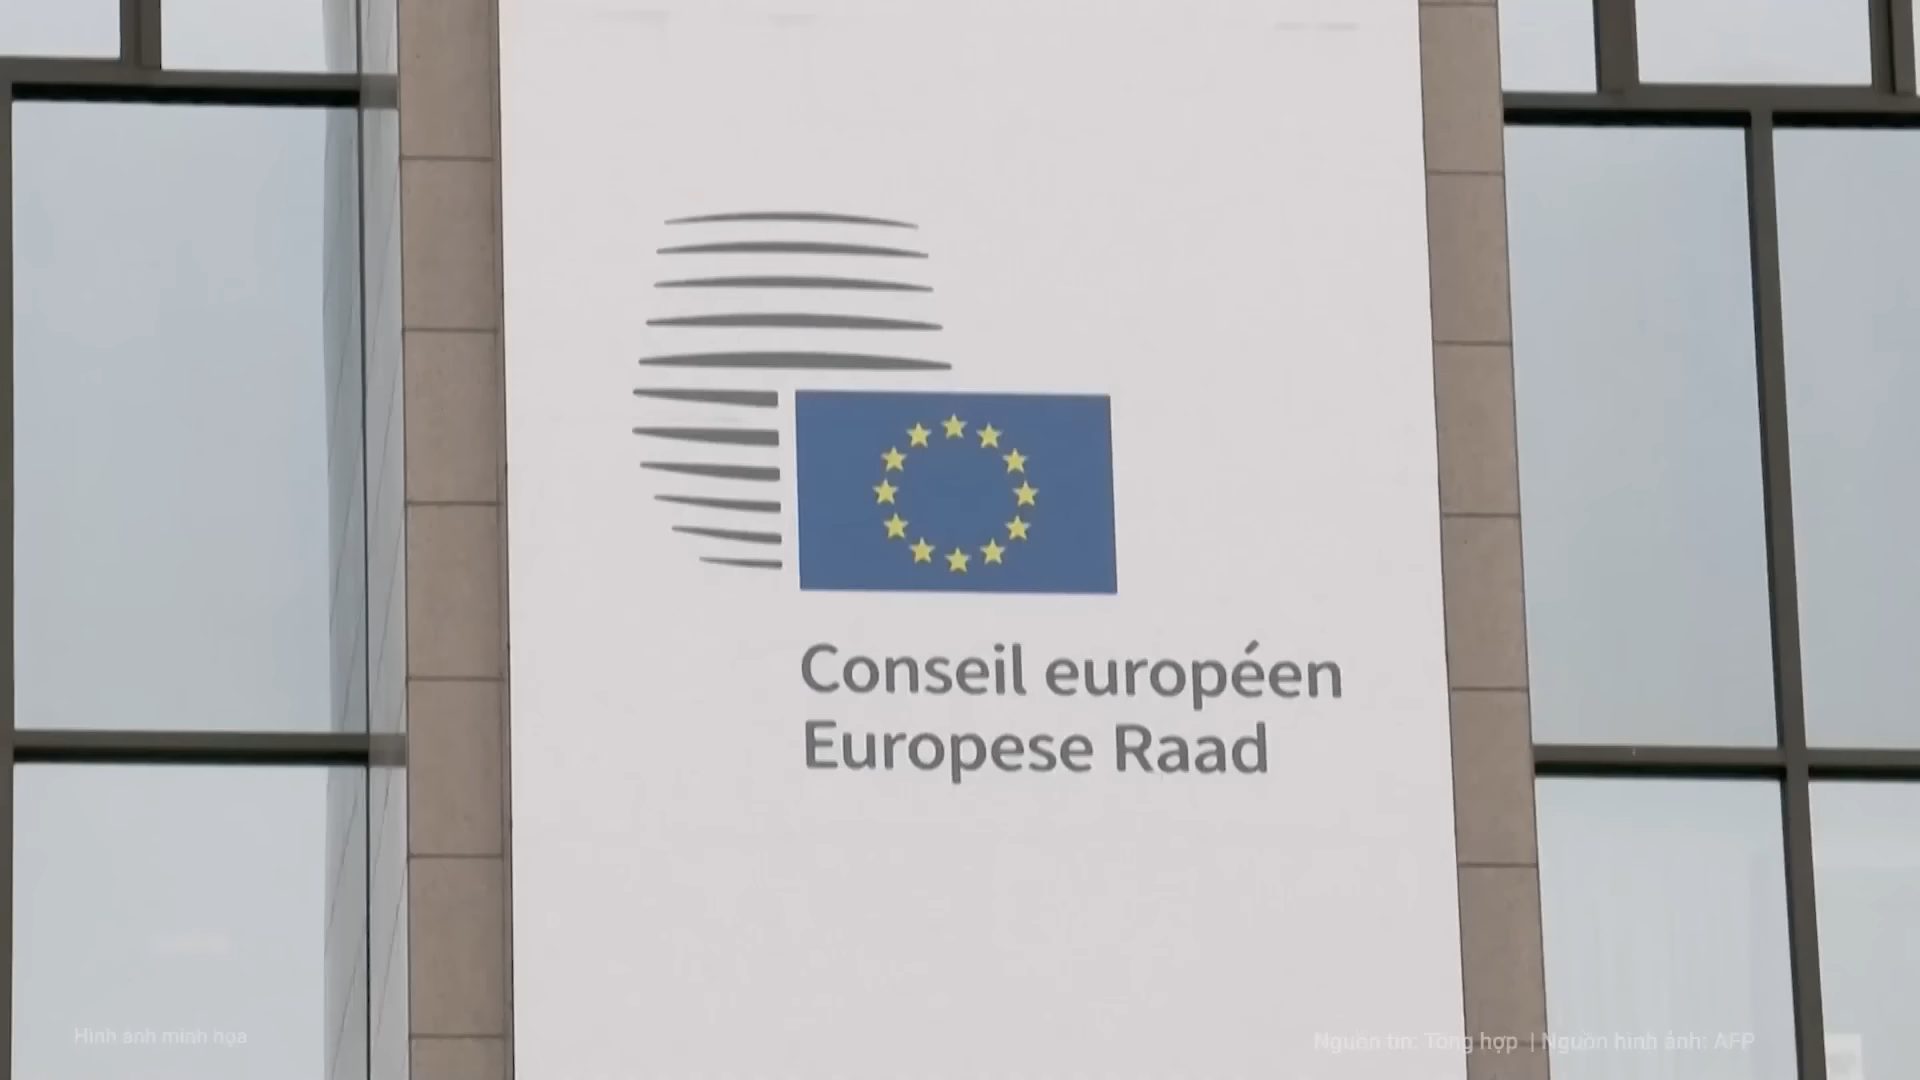 Conseil européen
Europese Raad
Hình ảnh minh họa
Nguồn tin: Tổng hợp | Nguồn hình ảnh: AFP